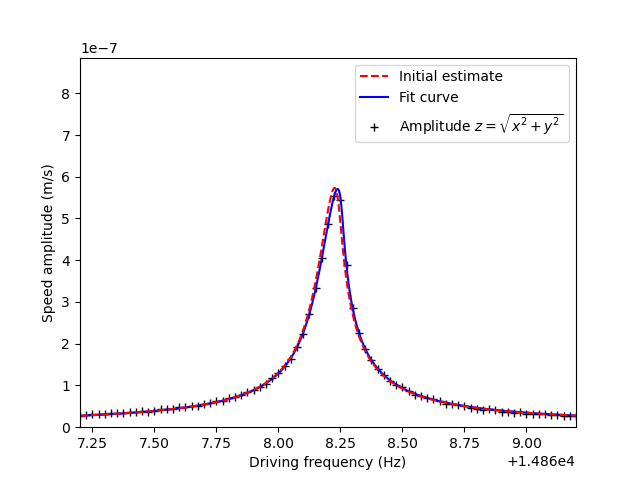 1e−7
Initial estimate
Fit curve
Amplitude z = √x² + y²
8
7
6
5
4
3
2
1
0
Speed amplitude (m/s)
7.25 7.50 7.75 8.00 8.25 8.50 8.75 9.00
Driving frequency (Hz)
+1.486e4